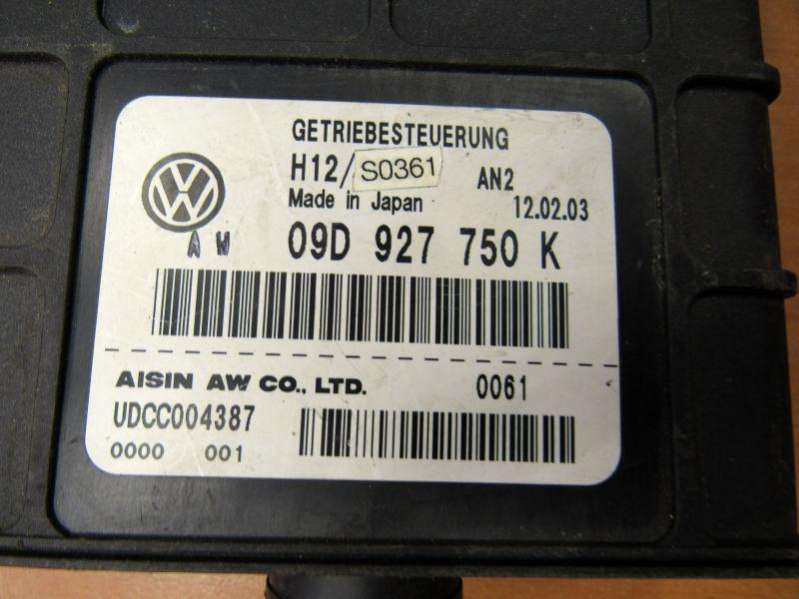 GETRIEBESTEUERUNG
H12/S0361 AN2
Made in Japan 12.02.03
A W 09D 927 750 K
AISIN AW CO., LTD. 0061
UDCC004387
0000 001